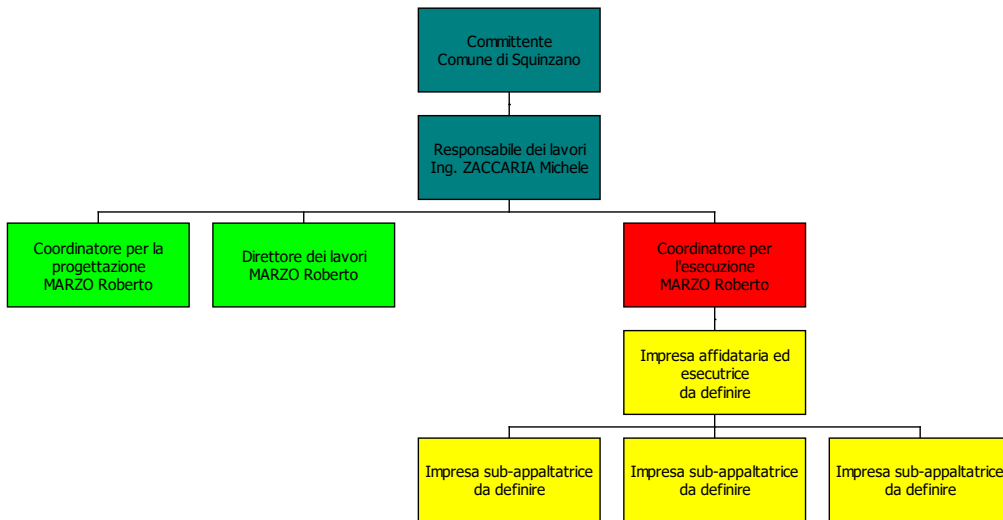 Committente
Comune di Squinzano
Responsabile dei lavori
Ing. ZACCARIA Michele
Coordinatore per la
progettazione
MARZO Roberto
Direttore dei lavori
MARZO Roberto
Coordinatore per
l'esecuzione
MARZO Roberto
Impresa affidataria ed
esecutrice
da definire
Impresa sub-appaltatrice
da definire
Impresa sub-appaltatrice
da definire
Impresa sub-appaltatrice
da definire